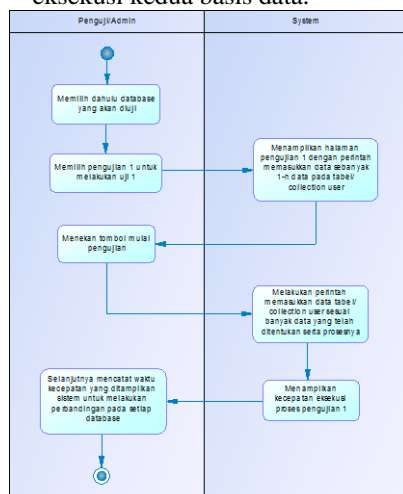 eksekusi kedua basis data.
Penguji/Admin
System
Memilih dahulu database
yang akan diuji
Memilih pengujian 1 untuk
melakukan uji 1
Menampilkan halaman
pengujian 1 dengan perintah
memasukkan data sebanyak
1-n data pada tabel/
collection user
Menekan tombol mulai
pengujian
Melakukan perintah
memasukkan data tabel/
collection user sesuai
banyak data yang telah
ditentukan serta prosesnya
Menampilkan
kecepatan eksekusi
proses pengujian 1
Selanjutnya mencatat waktu
kecepatan yang ditampilkan
sistem untuk melakukan
perbandingan pada setiap
database